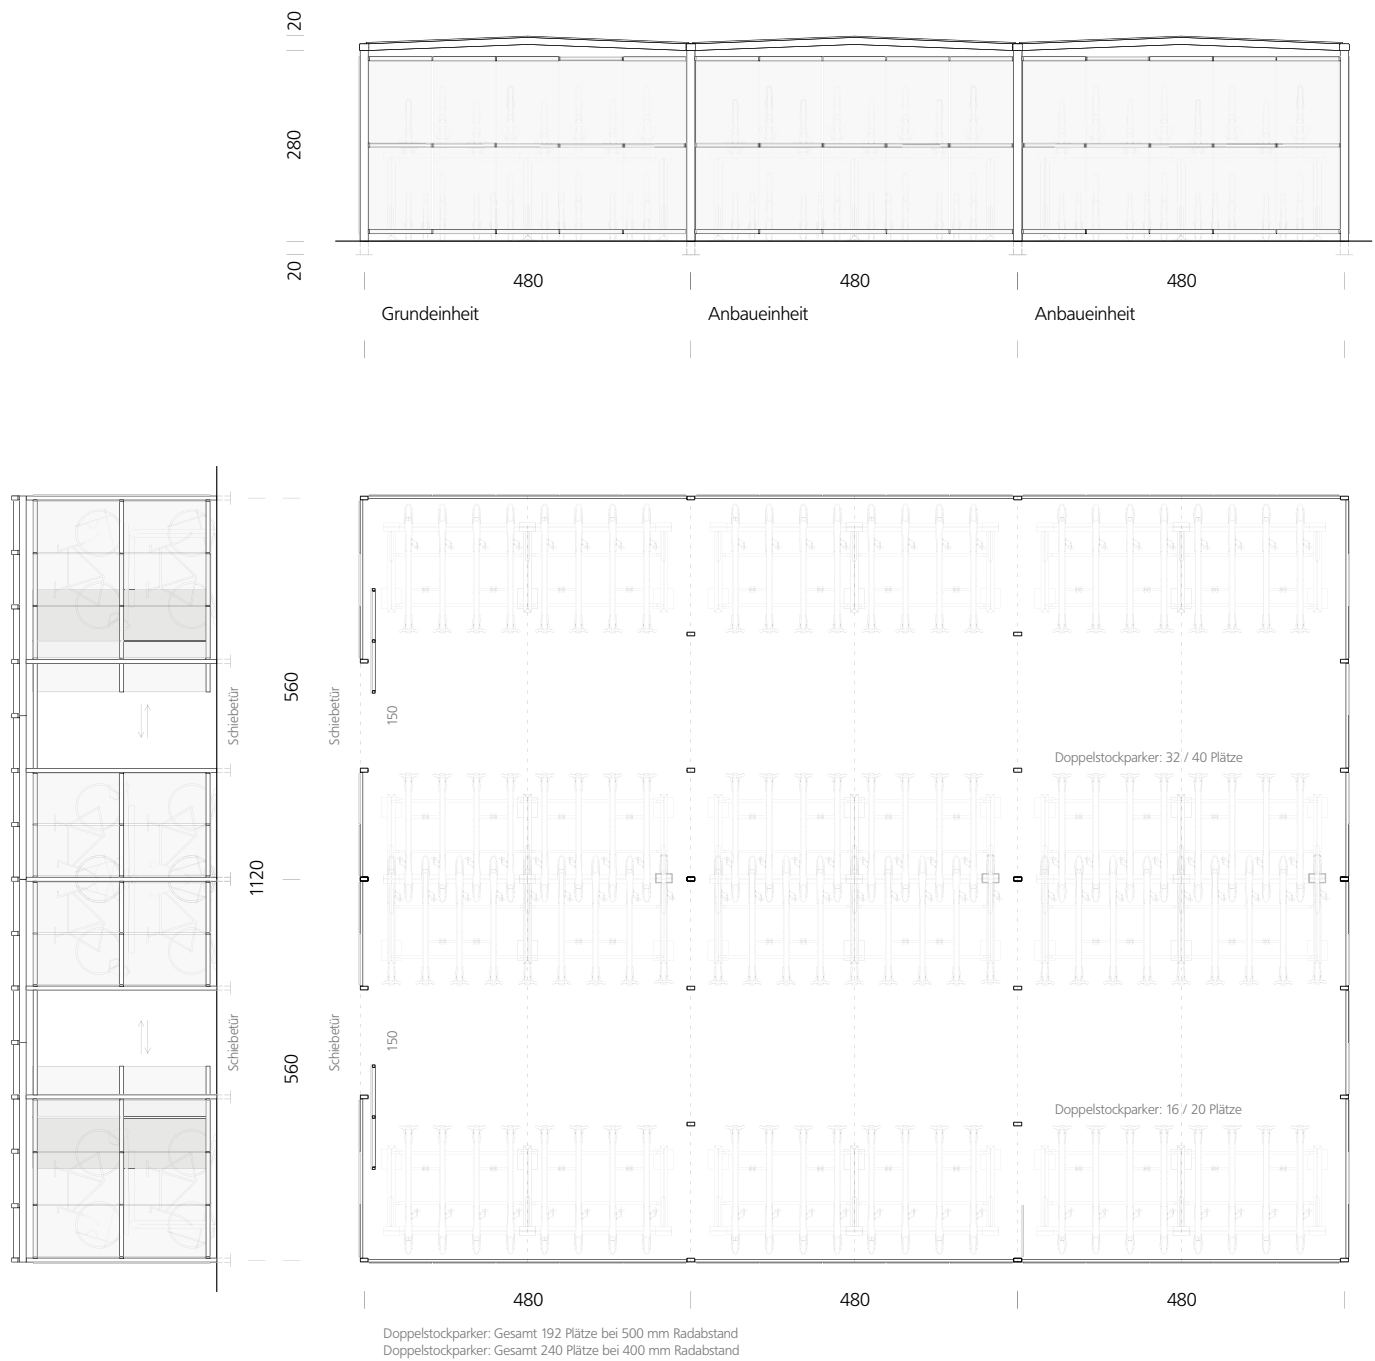 20
280
20
480
480
480
Grundeinheit
Anbaueinheit
Anbaueinheit
560
Schiebetür
Schiebetür
150
Doppelstockparker: 32 / 40 Plätze
1120
560
Schiebetür
Schiebetür
150
Doppelstockparker: 16 / 20 Plätze
480
480
480
Doppelstockparker: Gesamt 192 Plätze bei 500 mm Radabstand
Doppelstockparker: Gesamt 240 Plätze bei 400 mm Radabstand